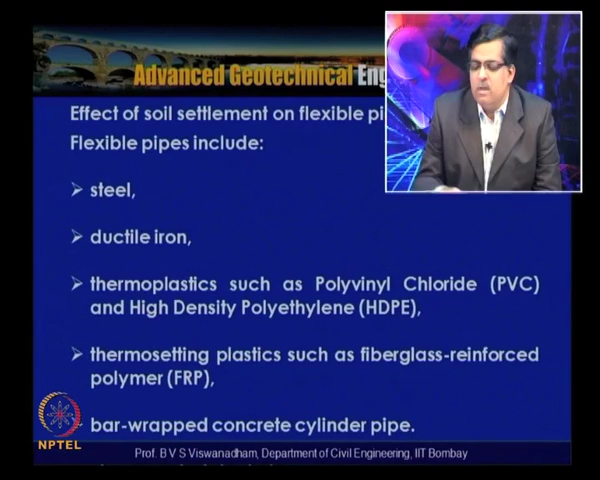 Advanced Geotechnical Eng
Effect of soil settlement on flexible pi
Flexible pipes include:
➢ steel,
➢ ductile iron,
➢ thermoplastics such as Polyvinyl Chloride (PVC)
and High Density Polyethylene (HDPE),
➢ thermosetting plastics such as fiberglass-reinforced
polymer (FRP),
bar-wrapped concrete cylinder pipe.
NPTEL
Prof. B V S Viswanadham, Department of Civil Engineering, IIT Bombay